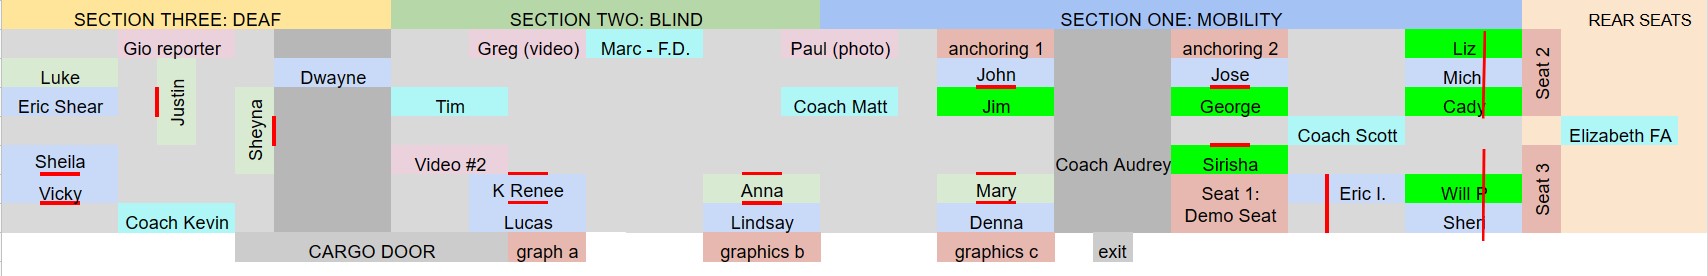 SECTION THREE: DEAF
SECTION TWO: BLIND
SECTION ONE: MOBILITY
REAR SEATS
Gio reporter
Greg (video)
Marc - F.D.
Paul (photo)
anchoring 1
anchoring 2
Liz
Seat 2
Luke
Justin
Dwayne
John
Jose
Mich
Eric Shear
Sheyna
Tim
Coach Matt
Jim
George
Cady
Coach Scott
Elizabeth FA
Sheila
Video #2
Coach Audrey
Sirisha
Seat 3
Vicky
K Renee
Anna
Mary
Seat 1:
Demo Seat
Eric I.
Will P
Coach Kevin
Lucas
Lindsay
Denna
Sheri
CARGO DOOR
graph a
graphics b
graphics c
exit